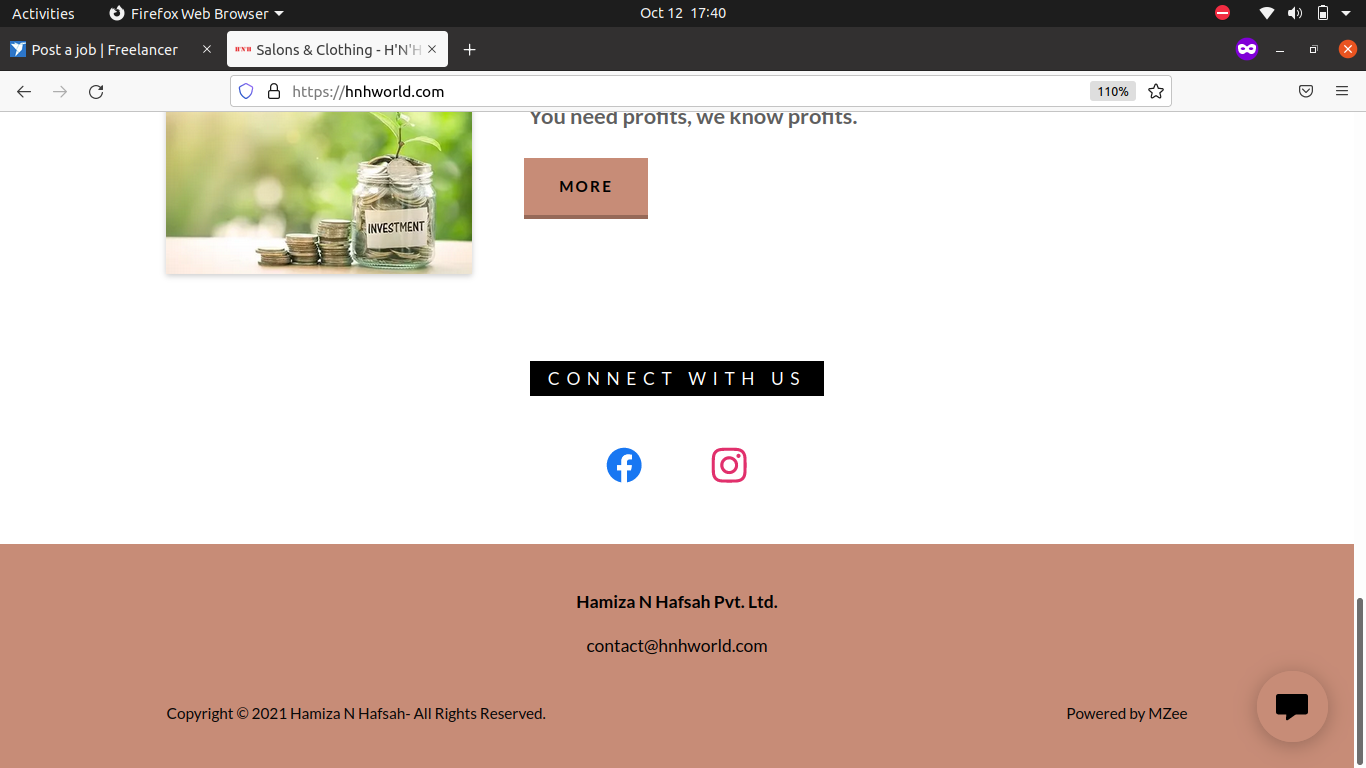 Activities
Firefox Web Browser
Oct 12 17:40
Post a job | Freelancer
H'N'H Salons & Clothing - H'N'H
https://hnhworld.com
110%
You need profits, we know profits.
MORE
INVESTMENT
CONNECT WITH US
Hamiza N Hafsah Pvt. Ltd.
contact@hnhworld.com
Copyright © 2021 Hamiza N Hafsah- All Rights Reserved.
Powered by MZee